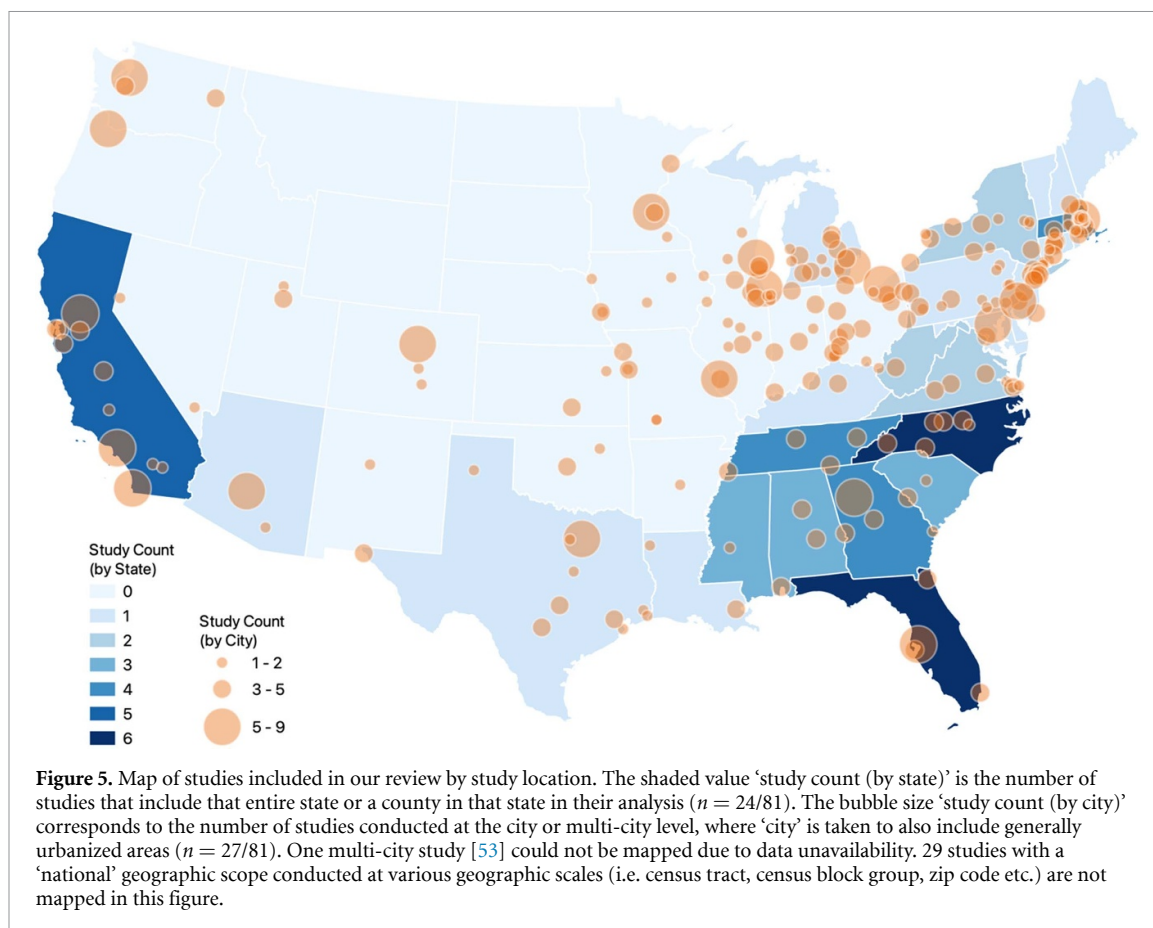 Study Count
(by State)
0
1
2
3
4
5
6
Study Count
(by City)
1 - 2
3 - 5
5 - 9
Figure 5. Map of studies included in our review by study location. The shaded value ‘study count (by state)’ is the number of
studies that include that entire state or a county in that state in their analysis (n = 24/81). The bubble size ‘study count (by city)’
corresponds to the number of studies conducted at the city or multi-city level, where ‘city’ is taken to also include generally
urbanized areas (n = 27/81). One multi-city study [53] could not be mapped due to data unavailability. 29 studies with a
‘national’ geographic scope conducted at various geographic scales (i.e. census tract, census block group, zip code etc.) are not
mapped in this figure.